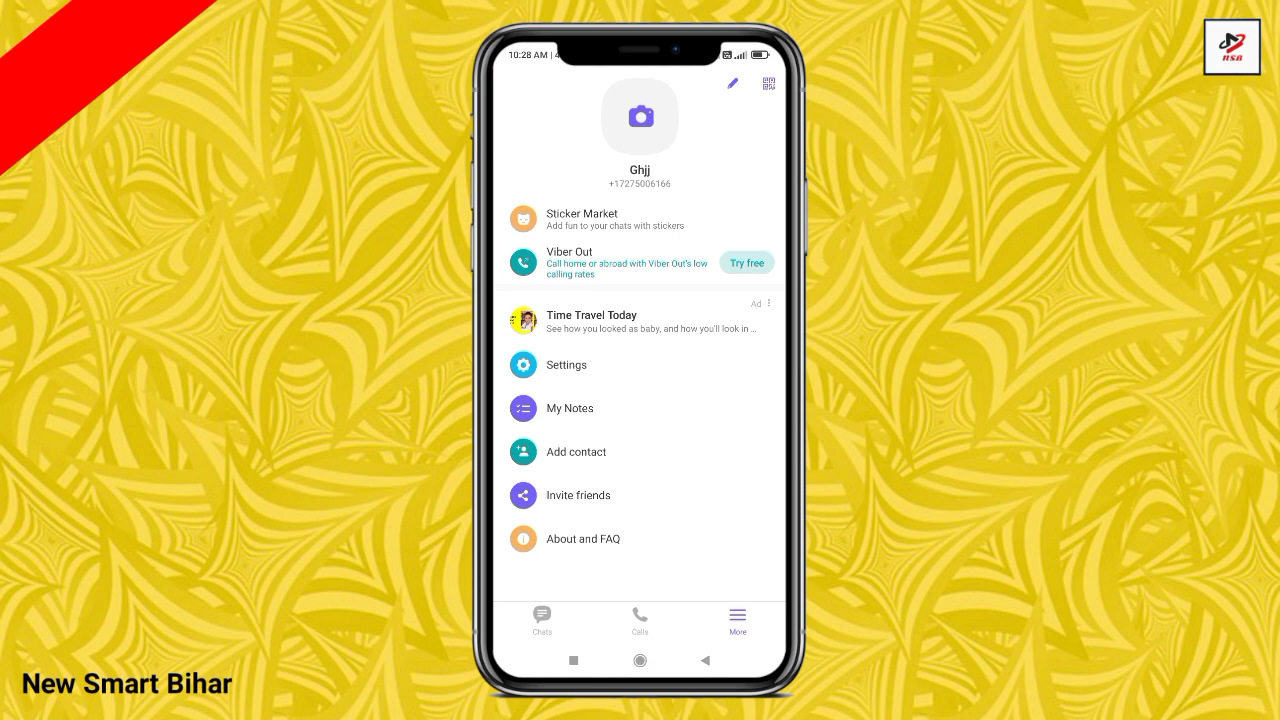 10:28 AM | 4
Ghjj
+17275006166
Sticker Market
Add fun to your chats with stickers
Viber Out
Call home or abroad with Viber Out's low
calling rates
Try free
Ad
Time Travel Today
See how you looked as baby, and how you'll look in ...
Settings
My Notes
Add contact
Invite friends
About and FAQ
Chats
Calls
More
nsb
New Smart Bihar